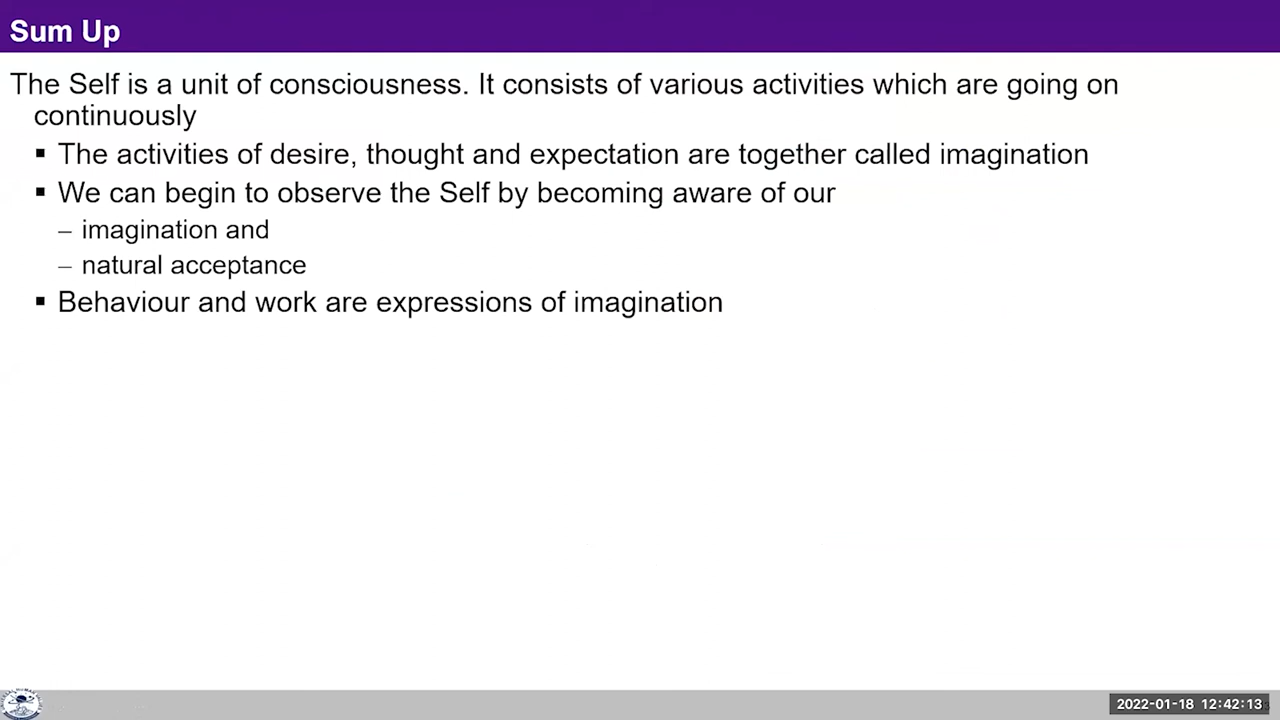 Sum Up
The Self is a unit of consciousness. It consists of various activities which are going on
continuously
▪ The activities of desire, thought and expectation are together called imagination
▪ We can begin to observe the Self by becoming aware of our
– imagination and
– natural acceptance
▪ Behaviour and work are expressions of imagination
2022-01-18 12:42:13